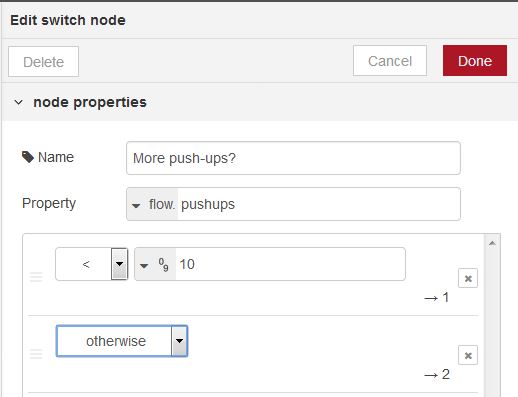 Edit switch node
Delete
Cancel
Done
node properties
Name
More push-ups?
Property
flow. pushups
< 09 10
→ 1
otherwise
→ 2